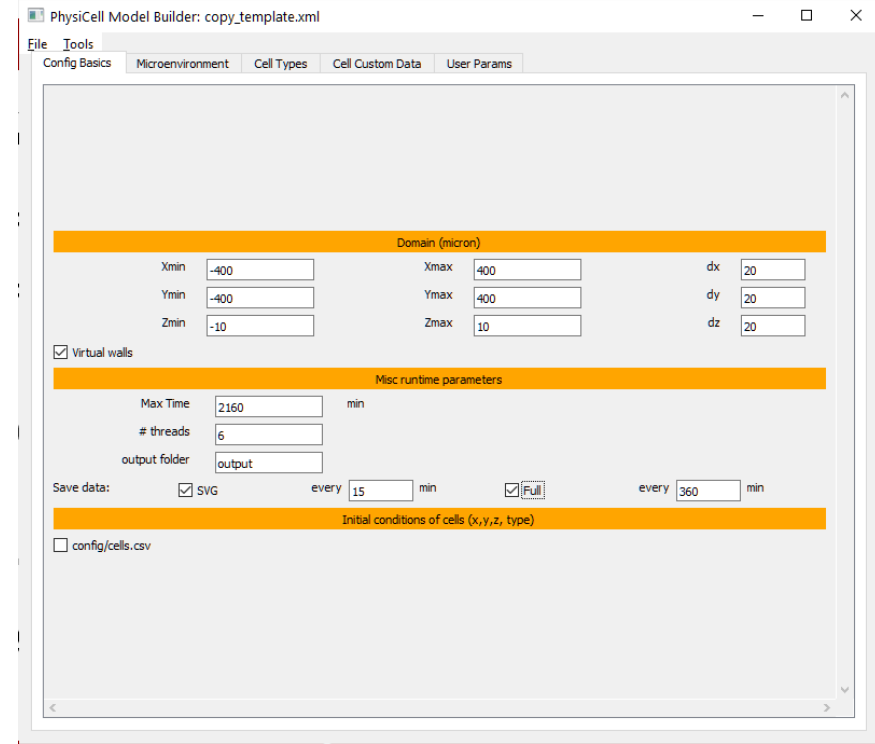 PhysiCell Model Builder: copy_template.xml
File Tools
Config Basics Microenvironment Cell Types Cell Custom Data User Params
Domain (micron)
Xmin -400 Xmax 400 dx 20
Ymin -400 Ymax 400 dy 20
Zmin -10 Zmax 10 dz 20
Virtual walls
Misc runtime parameters
Max Time 2160 min
# threads 6
output folder output
Save data: SVG every 15 min Full every 360 min
Initial conditions of cells (x,y,z, type)
config/cells.csv